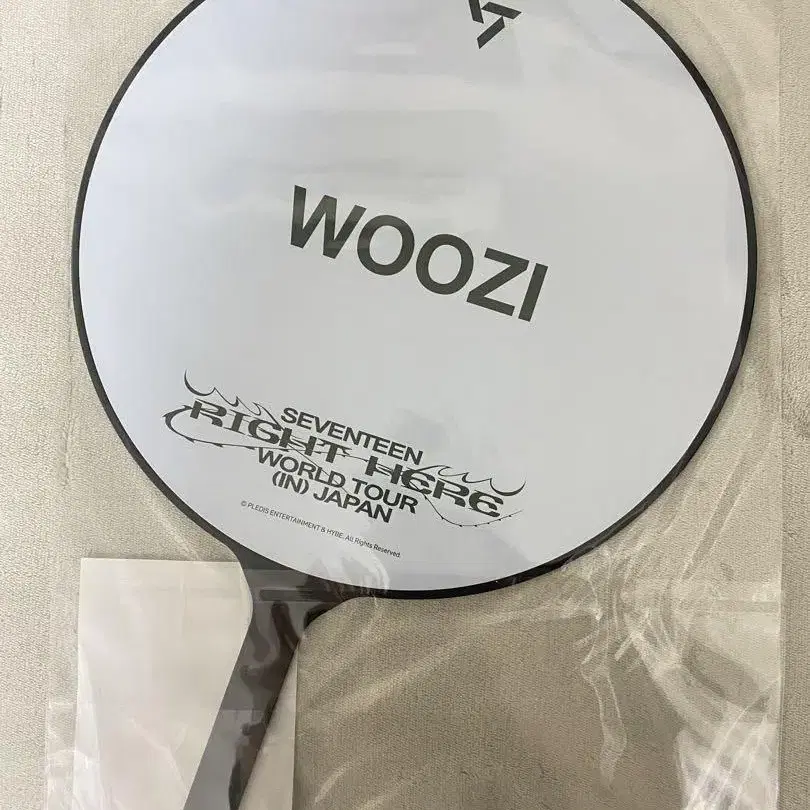 WOOZI
SEVENTEEN
RIGHT HERE
WORLD TOUR
(IN) JAPAN
© PLEDIS ENTERTAINMENT & HYBE. All Rights Reserved.